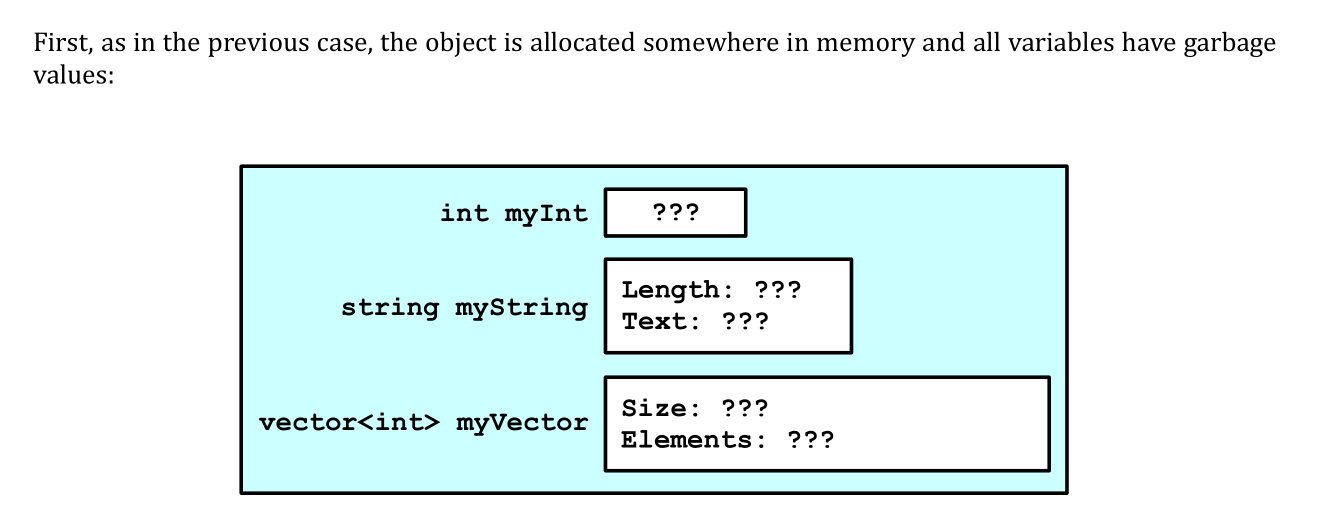 First, as in the previous case, the object is allocated somewhere in memory and all variables have garbage
values:
int myInt ???
string myString
Length: ???
Text: ???
vector<int> myVector
Size: ???
Elements: ???